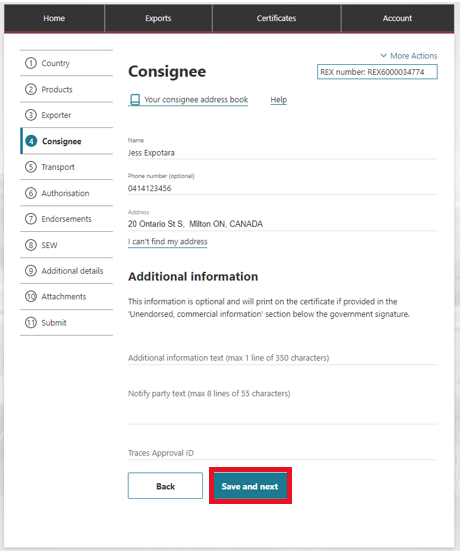 Home Exports Certificates Account
More Actions
REX number: REX6000034774
1 Country
2 Products
3 Exporter
4 Consignee
5 Transport
6 Authorisation
7 Endorsements
8 SEW
9 Additional details
10 Attachments
11 Submit
Consignee
Your consignee address book Help
Name
Jess Expotara
Phone number (optional)
0414123456
Address
20 Ontario St S, Milton ON, CANADA
I can't find my address
Additional information
This information is optional and will print on the certificate if provided in the
'Unendorsed, commercial information' section below the government signature.
Additional information text (max 1 line of 350 characters)
Notify party text (max 8 lines of 55 characters)
Traces Approval ID
Back Save and next